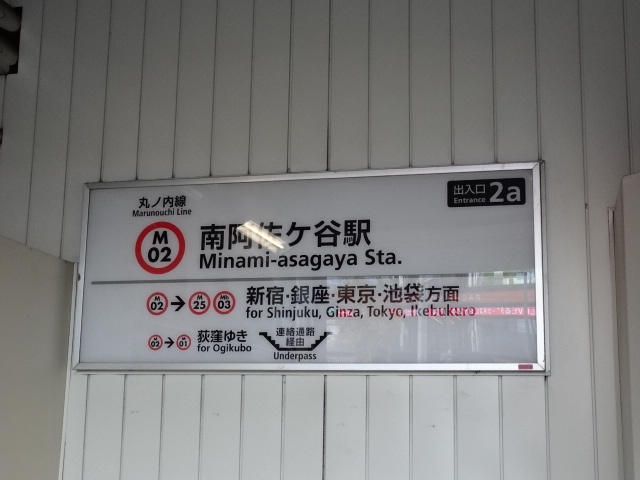 丸ノ内線
Marunouchi Line
出入口
Entrance 2a
M
02
南阿佐ケ谷駅
Minami-asagaya Sta.
M
02 → M
25 Mb
03
新宿・銀座・東京・池袋方面
for Shinjuku, Ginza, Tokyo, Ikebukuro
M
02 → M
01
荻窪ゆき
for Ogikubo
連絡通路
経由
Underpass